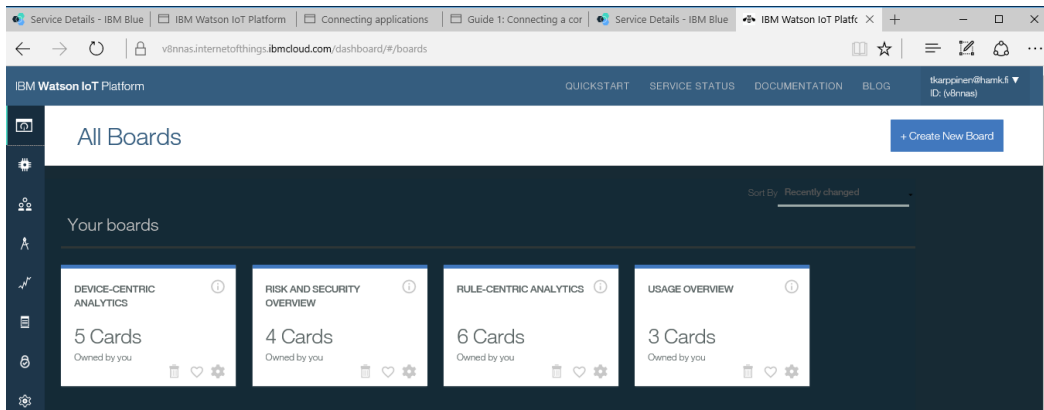 Service Details - IBM Blue
IBM Watson IoT Platform
Connecting applications
Guide 1: Connecting a cor
Service Details - IBM Blue
IBM Watson IoT Platfc
v8nnas.internetofthings.ibmcloud.com/dashboard/#/boards
IBM Watson IoT Platform
QUICKSTART
SERVICE STATUS
DOCUMENTATION
BLOG
tkarppinen@hamk.fi ▼
ID: (v8nnas)
All Boards
+ Create New Board
Sort By Recently changed
Your boards
DEVICE-CENTRIC
ANALYTICS
5 Cards
Owned by you
RISK AND SECURITY
OVERVIEW
4 Cards
Owned by you
RULE-CENTRIC ANALYTICS
6 Cards
Owned by you
USAGE OVERVIEW
3 Cards
Owned by you